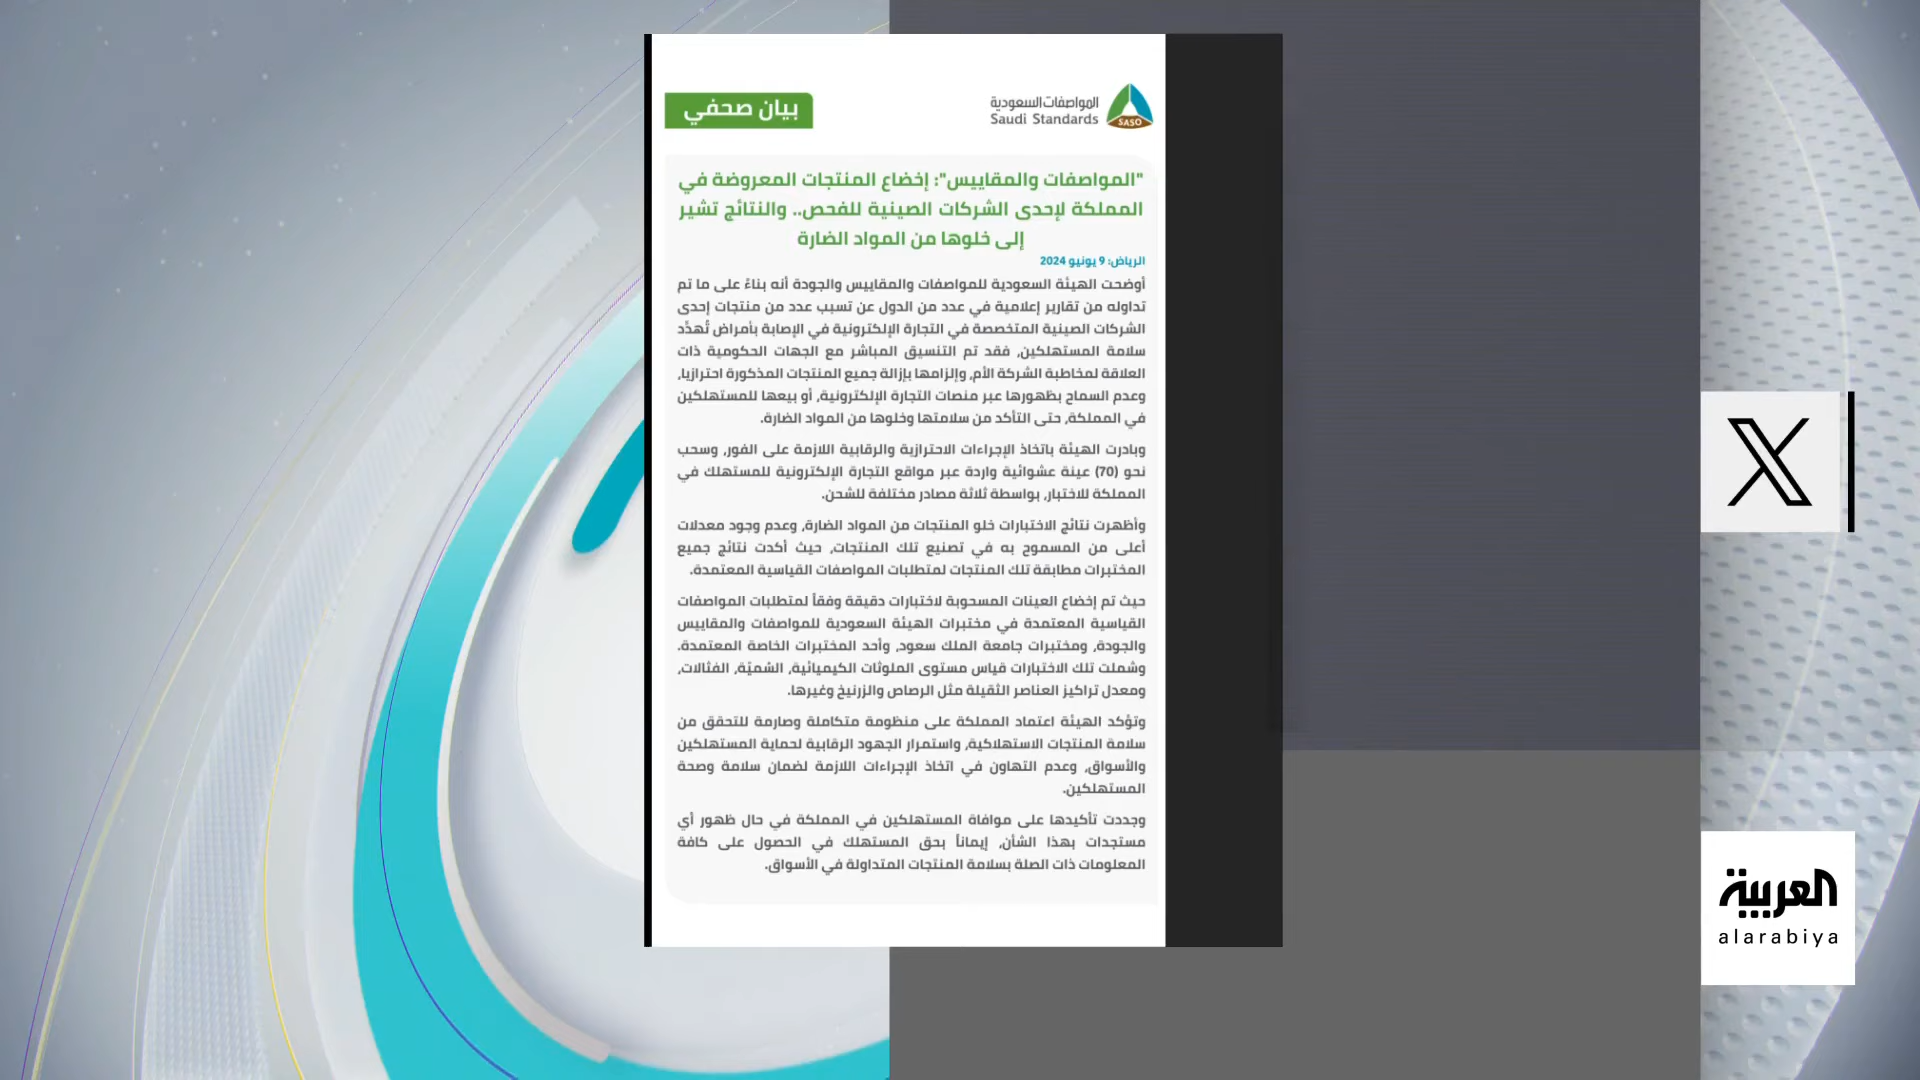 المواصفات السعودية
Saudi Standards
SASO
بيان صحفي
"المواصفات والمقاييس": إخضاع المنتجات المعروضة في
المملكة لإحدى الشركات الصينية للفحص.. والنتائج تشير
إلى خلوها من المواد الضارة
الرياض: 9 يونيو 2024
أوضحت الهيئة السعودية للمواصفات والمقاييس والجودة أنه بناءً على ما تم
تداوله من تقارير إعلامية في عدد من الدول عن تسبب عدد من منتجات إحدى
الشركات الصينية المتخصصة في التجارة الإلكترونية في الإصابة بأمراض تُهدَّد
سلامة المستهلكين، فقد تم التنسيق المباشر مع الجهات الحكومية ذات
العلاقة لمخاطبة الشركة الأم، وإلزامها بإزالة جميع المنتجات المذكورة احترازيا،
وعدم السماح بظهورها عبر منصات التجارة الإلكترونية، أو بيعها للمستهلكين
في المملكة، حتى التأكد من سلامتها وخلوها من المواد الضارة.
وبادرت الهيئة باتخاذ الإجراءات الاحترازية والرقابية اللازمة على الفور، وسحب
نحو (70) عينة عشوائية واردة عبر مواقع التجارة الإلكترونية للمستهلك في
المملكة للاختبار، بواسطة ثلاثة مصادر مختلفة للشحن.
وأظهرت نتائج الاختبارات خلو المنتجات من المواد الضارة، وعدم وجود معدلات
أعلى من المسموح به في تصنيع تلك المنتجات، حيث أكدت نتائج جميع
المختبرات مطابقة تلك المنتجات لمتطلبات المواصفات القياسية المعتمدة.
حيث تم إخضاع العينات المسحوبة لاختبارات دقيقة وفقاً لمتطلبات المواصفات
القياسية المعتمدة في مختبرات الهيئة السعودية للمواصفات والمقاييس
والجودة، ومختبرات جامعة الملك سعود، وأحد المختبرات الخاصة المعتمدة.
وشملت تلك الاختبارات قياس مستوى الملوثات الكيميائية، السُميّة، الفثالات،
ومعدل تراكيز العناصر الثقيلة مثل الرصاص والزرنيخ وغيرها.
وتؤكد الهيئة اعتماد المملكة على منظومة متكاملة وصارمة للتحقق من
سلامة المنتجات الاستهلاكية، واستمرار الجهود الرقابية لحماية المستهلكين
والأسواق، وعدم التهاون في اتخاذ الإجراءات اللازمة لضمان سلامة وصحة
المستهلكين.
وجددت تأكيدها على موافاة المستهلكين في المملكة في حال ظهور أي
مستجدات بهذا الشأن، إيماناً بحق المستهلك في الحصول على كافة
المعلومات ذات الصلة بسلامة المنتجات المتداولة في الأسواق.
العربية
alarabiya